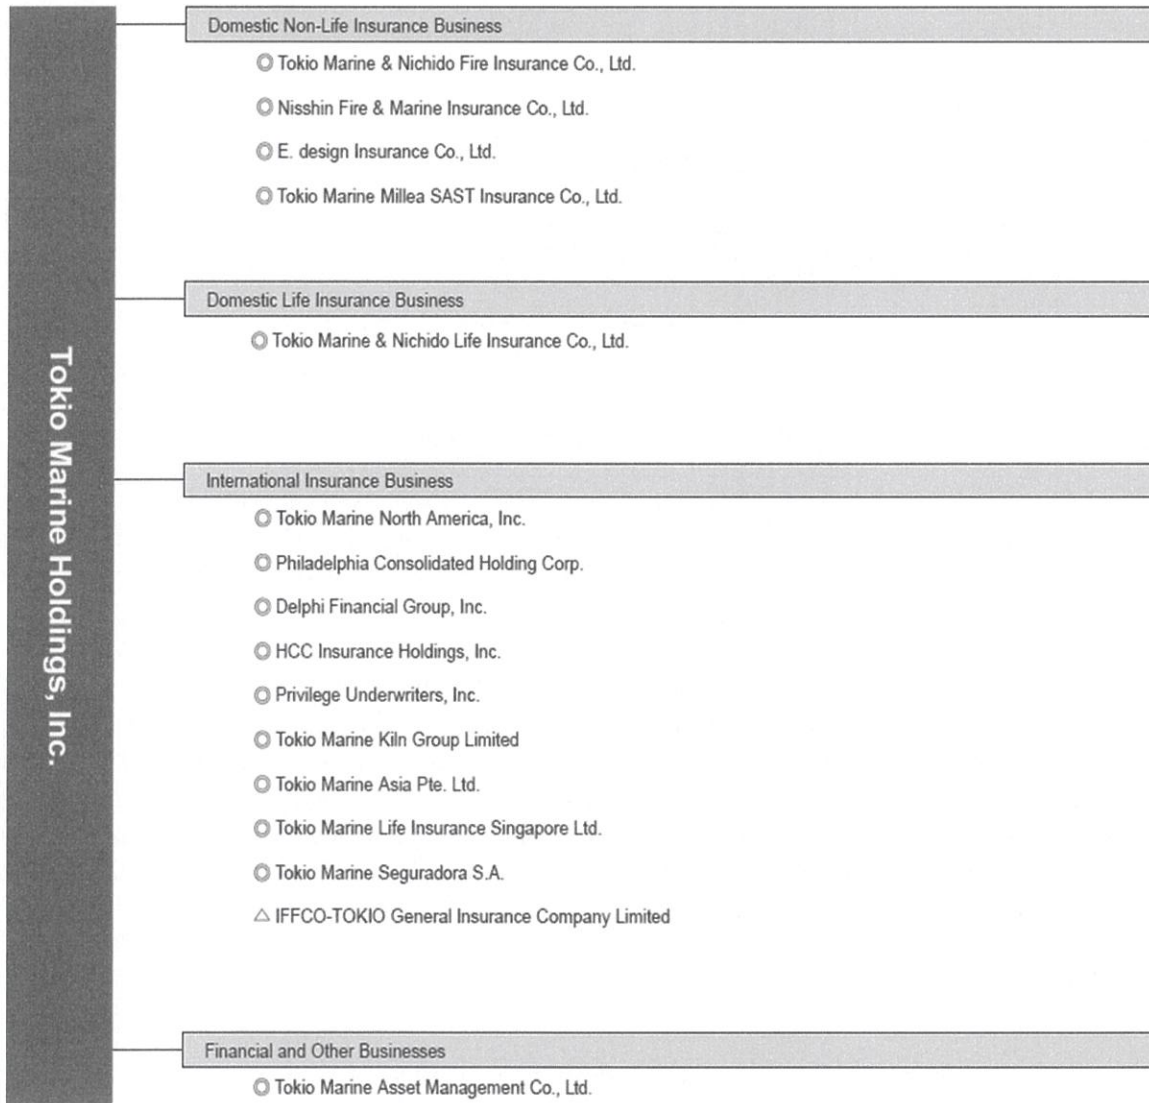 Tokio Marine Holdings, Inc.
Domestic Non-Life Insurance Business
◎ Tokio Marine & Nichido Fire Insurance Co., Ltd.
◎ Nisshin Fire & Marine Insurance Co., Ltd.
◎ E. design Insurance Co., Ltd.
◎ Tokio Marine Millea SAST Insurance Co., Ltd.
Domestic Life Insurance Business
◎ Tokio Marine & Nichido Life Insurance Co., Ltd.
International Insurance Business
◎ Tokio Marine North America, Inc.
◎ Philadelphia Consolidated Holding Corp.
◎ Delphi Financial Group, Inc.
◎ HCC Insurance Holdings, Inc.
◎ Privilege Underwriters, Inc.
◎ Tokio Marine Kiln Group Limited
◎ Tokio Marine Asia Pte. Ltd.
◎ Tokio Marine Life Insurance Singapore Ltd.
◎ Tokio Marine Seguradora S.A.
△ IFFCO-TOKIO General Insurance Company Limited
Financial and Other Businesses
◎ Tokio Marine Asset Management Co., Ltd.